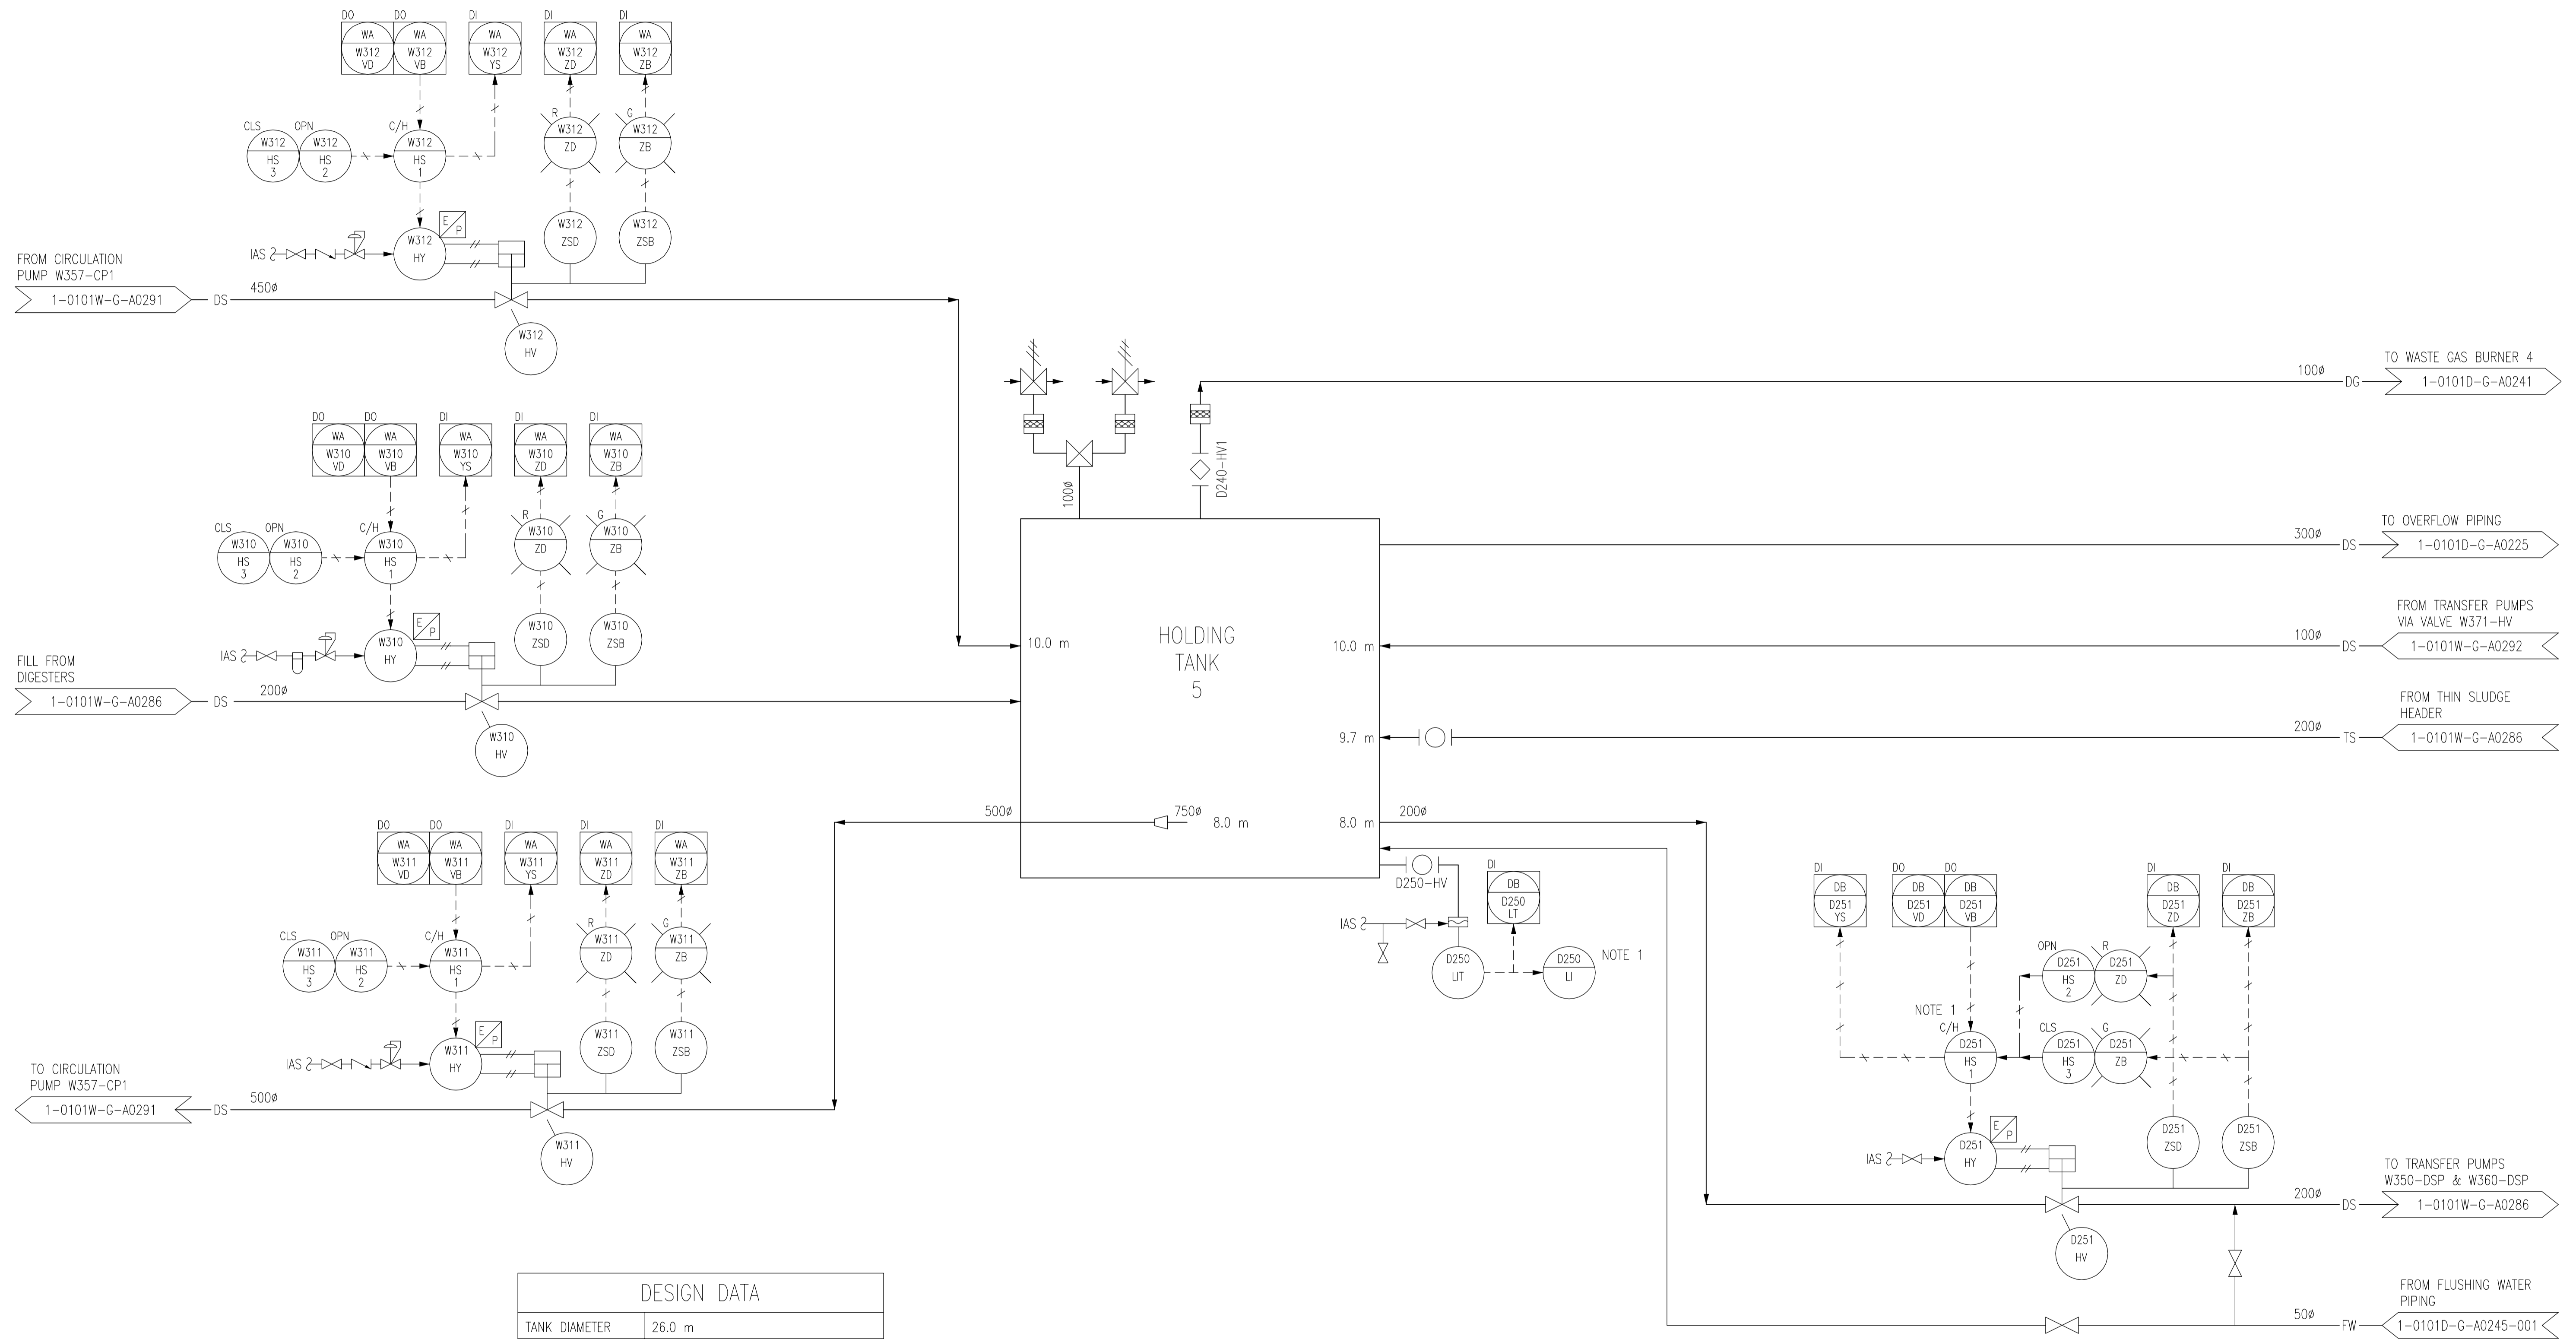 DO
DO
DI
DI
DI
WA
W312
VD
WA
W312
VB
WA
W312
YS
WA
W312
ZD
WA
W312
ZB
CLS
OPN
C/H
R
G
W312
HS
3
W312
HS
2
W312
HS
1
W312
ZD
W312
ZB
IAS
W312
HY
E
P
W312
ZSD
W312
ZSB
FROM CIRCULATION
PUMP W357-CP1
1-0101W-G-A0291
DS
450ø
W312
HV
DO
DO
DI
DI
DI
WA
W310
VD
WA
W310
VB
WA
W310
YS
WA
W310
ZD
WA
W310
ZB
CLS
OPN
C/H
R
G
W310
HS
3
W310
HS
2
W310
HS
1
W310
ZD
W310
ZB
IAS
W310
HY
E
P
W310
ZSD
W310
ZSB
FILL FROM
DIGESTERS
1-0101W-G-A0286
DS
200ø
W310
HV
DO
DO
DI
DI
DI
WA
W311
VD
WA
W311
VB
WA
W311
YS
WA
W311
ZD
WA
W311
ZB
CLS
OPN
C/H
R
G
W311
HS
3
W311
HS
2
W311
HS
1
W311
ZD
W311
ZB
IAS
W311
HY
E
P
W311
ZSD
W311
ZSB
TO CIRCULATION
PUMP W357-CP1
1-0101W-G-A0291
DS
500ø
W311
HV
100ø
D240-HV1
HOLDING
TANK
5
10.0 m
10.0 m
9.7 m
500ø
750ø
8.0 m
8.0 m
200ø
TO WASTE GAS BURNER 4
100ø
DG
1-0101D-G-A0241
TO OVERFLOW PIPING
300ø
DS
1-0101D-G-A0225
FROM TRANSFER PUMPS
VIA VALVE W371-HV
100ø
DS
1-0101W-G-A0292
FROM THIN SLUDGE
HEADER
200ø
TS
1-0101W-G-A0286
D250-HV
IAS
DI
DB
D250
LT
D250
LIT
D250
LI
NOTE 1
DI
DO
DO
DI
DI
DB
D251
YS
DB
D251
VD
DB
D251
VB
DB
D251
ZD
DB
D251
ZB
OPN
R
D251
HS
2
D251
ZD
NOTE 1
C/H
CLS
G
D251
HS
1
D251
HS
3
D251
ZB
IAS
D251
HY
E
P
D251
ZSD
D251
ZSB
D251
HV
TO TRANSFER PUMPS
W350-DSP & W360-DSP
200ø
DS
1-0101W-G-A0286
FROM FLUSHING WATER
PIPING
50ø
FW
1-0101D-G-A0245-001
DESIGN DATA
TANK DIAMETER
26.0 m